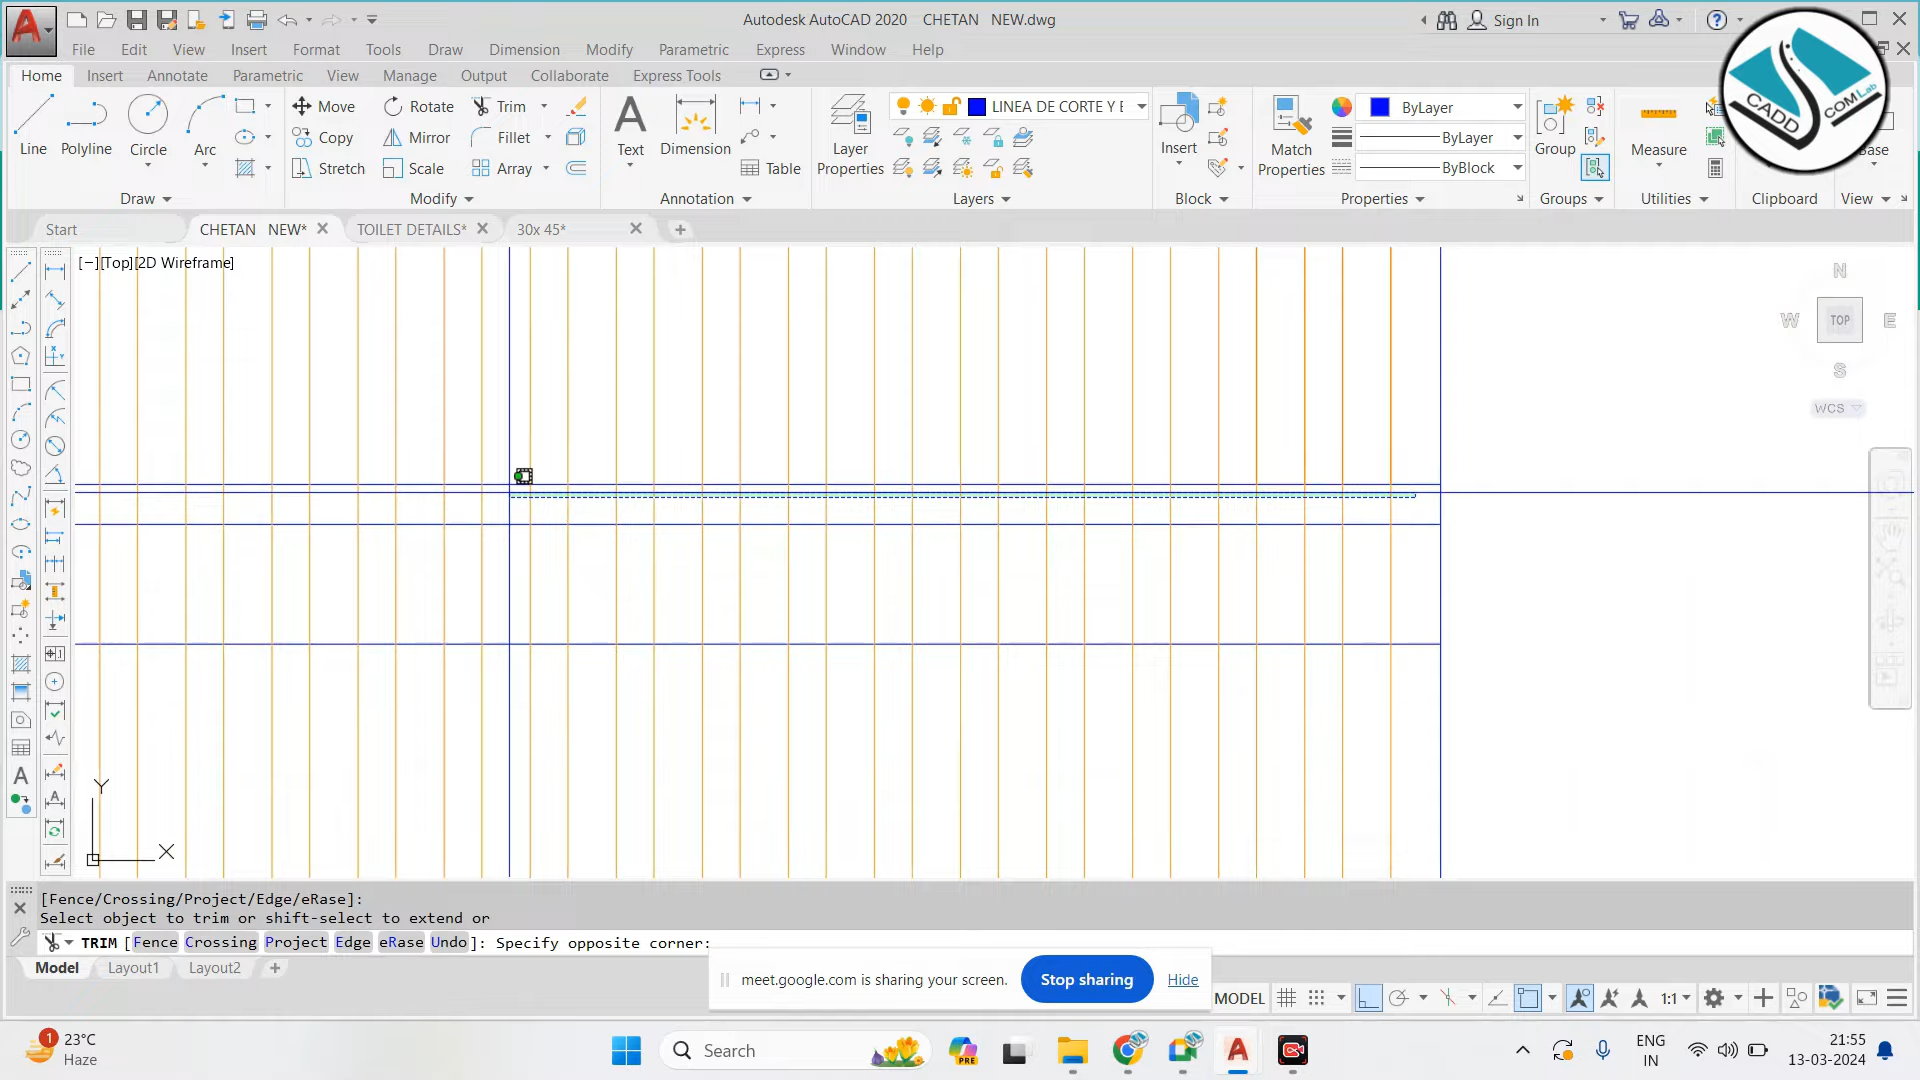 Autodesk AutoCAD 2020 CHETAN NEW.dwg
Sign In
File Edit View Insert Format Tools Draw Dimension Modify Parametric Express Window Help
Home Insert Annotate Parametric View Manage Output Collaborate Express Tools
Line
Polyline
Circle
Arc
Move
Rotate
Trim
Copy
Mirror
Fillet
Stretch
Scale
Array
Text
Dimension
Table
Layer
Properties
LINEA DE CORTE Y E
Insert
Match
Properties
ByLayer
ByLayer
ByBlock
Group
Measure
Base
CADD
COM Lab
Draw Modify Annotation Layers Block Properties Groups Utilities Clipboard View
Start CHETAN NEW* TOILET DETAILS* 30x 45*
[−][Top][2D Wireframe]
N
W TOP E
S
WCS
Y
X
[Fence/Crossing/Project/Edge/eRase]:
Select object to trim or shift-select to extend or
TRIM [Fence Crossing Project Edge eRase Undo]: Specify opposite corner:
Model Layout1 Layout2
meet.google.com is sharing your screen. Stop sharing Hide
MODEL 1:1
1
23°C
Haze
Search
PRE
ENG
IN
21:55
13-03-2024